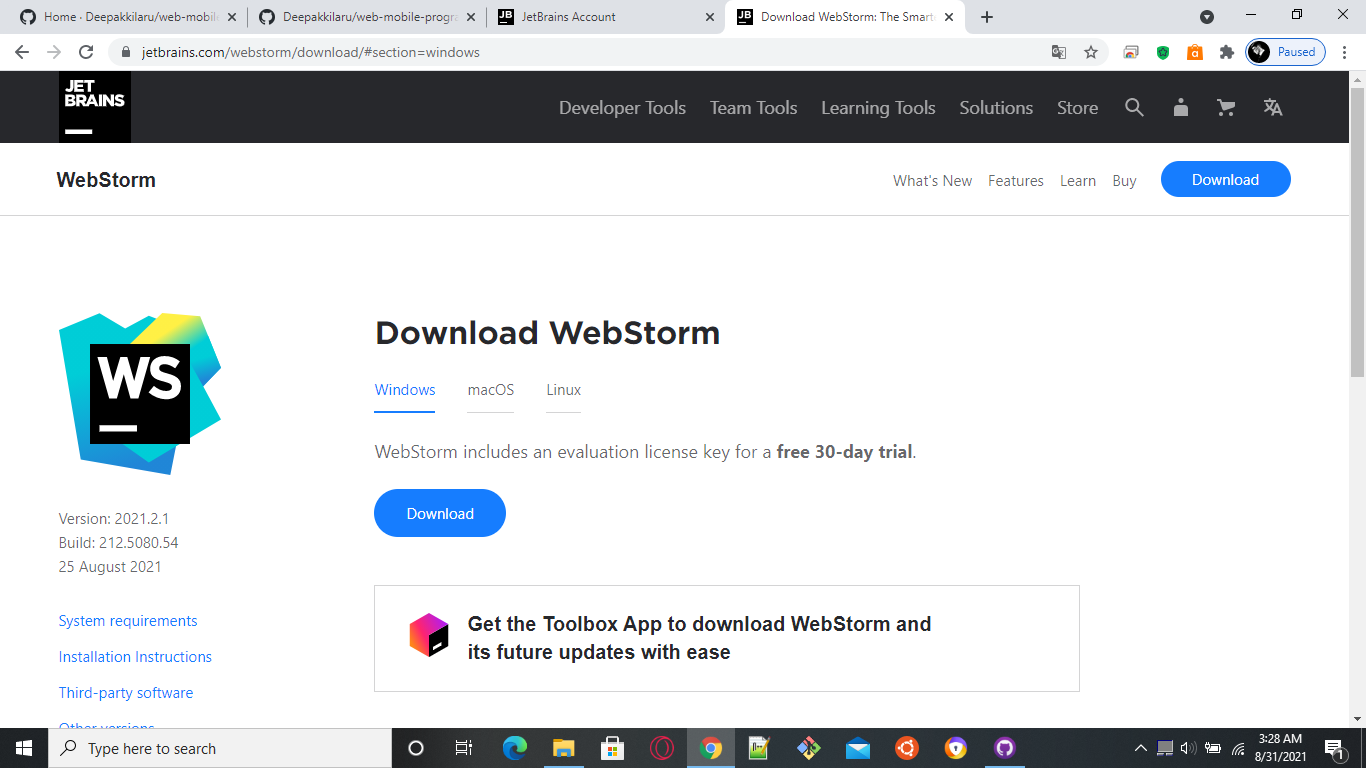 Home · Deepakkilaru/web-mobil
Deepakkilaru/web-mobile-progra
JB
JetBrains Account
JB
Download WebStorm: The Smart
jetbrains.com/webstorm/download/#section=windows
a
Paused
JET
BRAINS
Developer Tools
Team Tools
Learning Tools
Solutions
Store
WebStorm
What's New
Features
Learn
Buy
Download
WS
Download WebStorm
Windows
macOS
Linux
WebStorm includes an evaluation license key for a free 30-day trial.
Download
Version: 2021.2.1
Build: 212.5080.54
25 August 2021
System requirements
Installation Instructions
Third-party software
Other versions
Get the Toolbox App to download WebStorm and
its future updates with ease
Type here to search
3:28 AM
8/31/2021
1